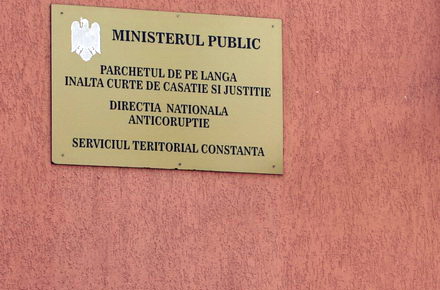 MINISTERUL PUBLIC
PARCHETUL DE PE LANGA
INALTA CURTE DE CASATIE SI JUSTITIE
DIRECTIA NATIONALA
ANTICORUPTIE
SERVICIUL TERITORIAL CONSTANTA